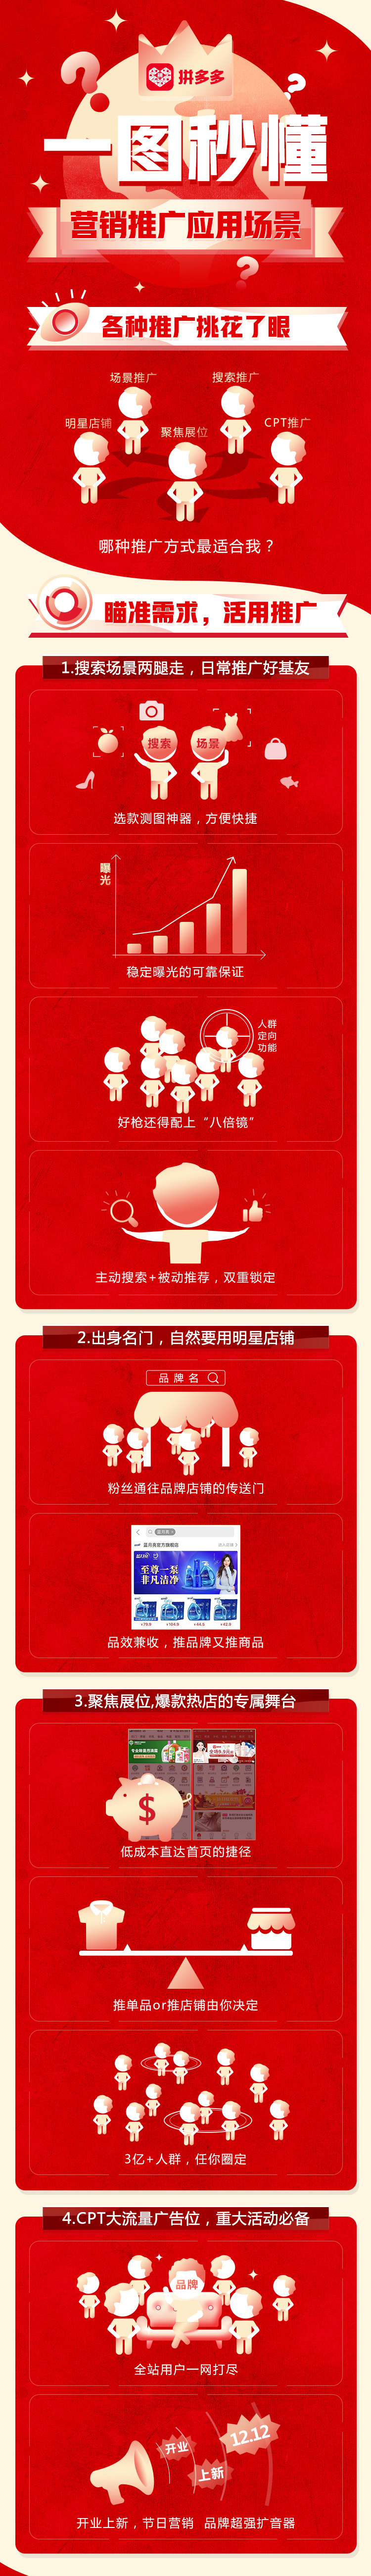 拼多多
一图秒懂
营销推广应用场景
各种推广挑花了眼
场景推广
搜索推广
明星店铺
聚焦展位
CPT推广
哪种推广方式最适合我？
瞄准需求，活用推广
1.搜索场景两腿走，日常推广好基友
搜索
场景
选款测图神器，方便快捷
曝光
稳定曝光的可靠保证
人群
定向
功能
好枪还得配上“八倍镜”
主动搜索+被动推荐，双重锁定
2.出身名门，自然要用明星店铺
品牌名
粉丝通往品牌店铺的传送门
蓝月亮官方旗舰店
至尊一泵
非凡洁净
品效兼收，推品牌又推商品
3.聚焦展位,爆款热店的专属舞台
$
低成本直达首页的捷径
推单品or推店铺由你决定
3亿+人群，任你圈定
4.CPT大流量广告位，重大活动必备
品牌
全站用户一网打尽
开业
上新
12.12
开业上新，节日营销 品牌超强扩音器